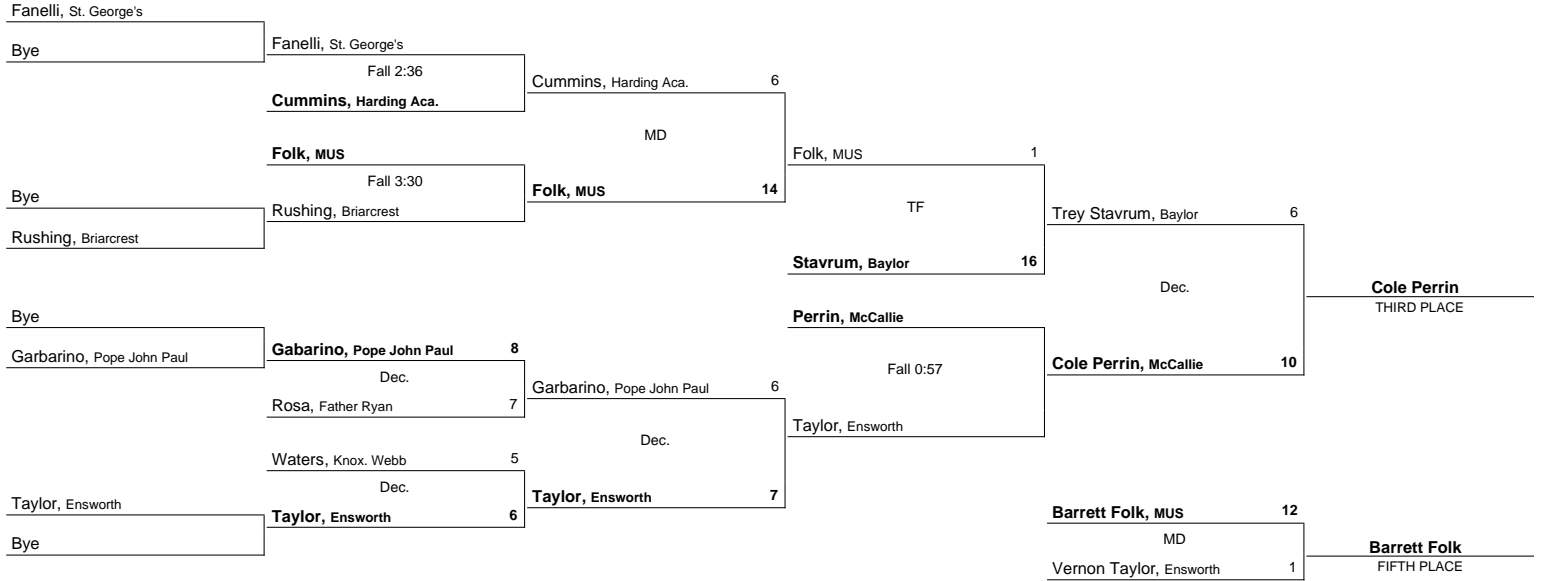 Fanelli, St. George's
Bye
Fanelli, St. George's
Fall 2:36
Cummins, Harding Aca.
Cummins, Harding Aca. 6
MD
Folk, MUS
Fall 3:30
Rushing, Briarcrest
Folk, MUS 14
Bye
Rushing, Briarcrest
Folk, MUS 1
TF
Stavrum, Baylor 16
Trey Stavrum, Baylor 6
Dec.
Cole Perrin, McCallie 10
Cole Perrin
THIRD PLACE
Bye
Garbarino, Pope John Paul
Gabarino, Pope John Paul 8
Dec.
Rosa, Father Ryan 7
Garbarino, Pope John Paul 6
Dec.
Waters, Knox. Webb 5
Dec.
Taylor, Ensworth 6
Taylor, Ensworth 7
Taylor, Ensworth
Bye
Perrin, McCallie
Fall 0:57
Taylor, Ensworth
Barrett Folk, MUS 12
MD
Vernon Taylor, Ensworth 1
Barrett Folk
FIFTH PLACE